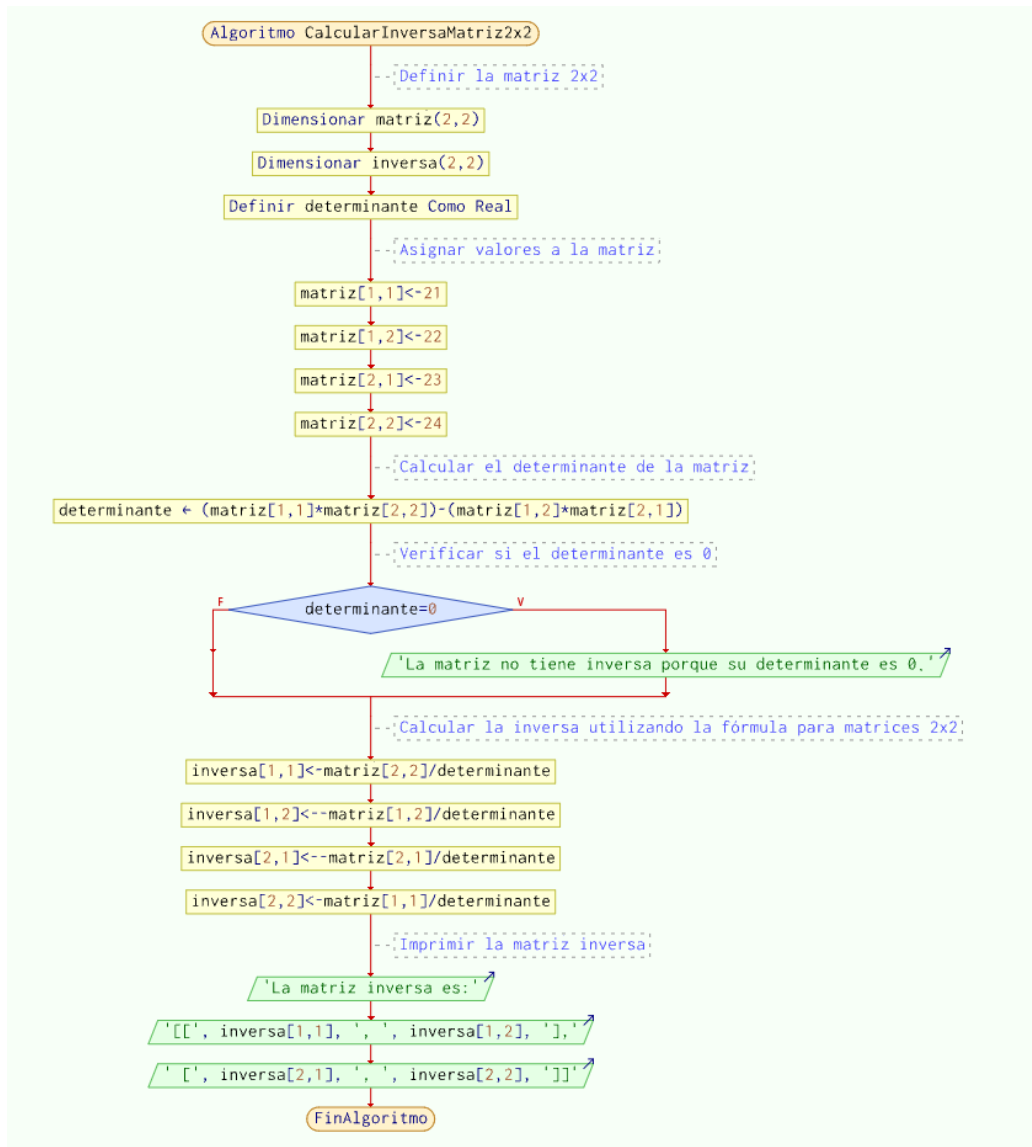 Algoritmo CalcularInversaMatriz2x2
Definir la matriz 2x2
Dimensionar matriz(2,2)
Dimensionar inversa(2,2)
Definir determinante Como Real
Asignar valores a la matriz
matriz[1,1]<-21
matriz[1,2]<-22
matriz[2,1]<-23
matriz[2,2]<-24
Calcular el determinante de la matriz
determinante ← (matriz[1,1]*matriz[2,2])-(matriz[1,2]*matriz[2,1])
Verificar si el determinante es 0
F
determinante=0
V
'La matriz no tiene inversa porque su determinante es 0.'
Calcular la inversa utilizando la fórmula para matrices 2x2
inversa[1,1]<-matriz[2,2]/determinante
inversa[1,2]<--matriz[1,2]/determinante
inversa[2,1]<--matriz[2,1]/determinante
inversa[2,2]<-matriz[1,1]/determinante
Imprimir la matriz inversa
'La matriz inversa es:'
'[[', inversa[1,1], ', ', inversa[1,2], '],'
' [', inversa[2,1], ', ', inversa[2,2], ']]'
FinAlgoritmo